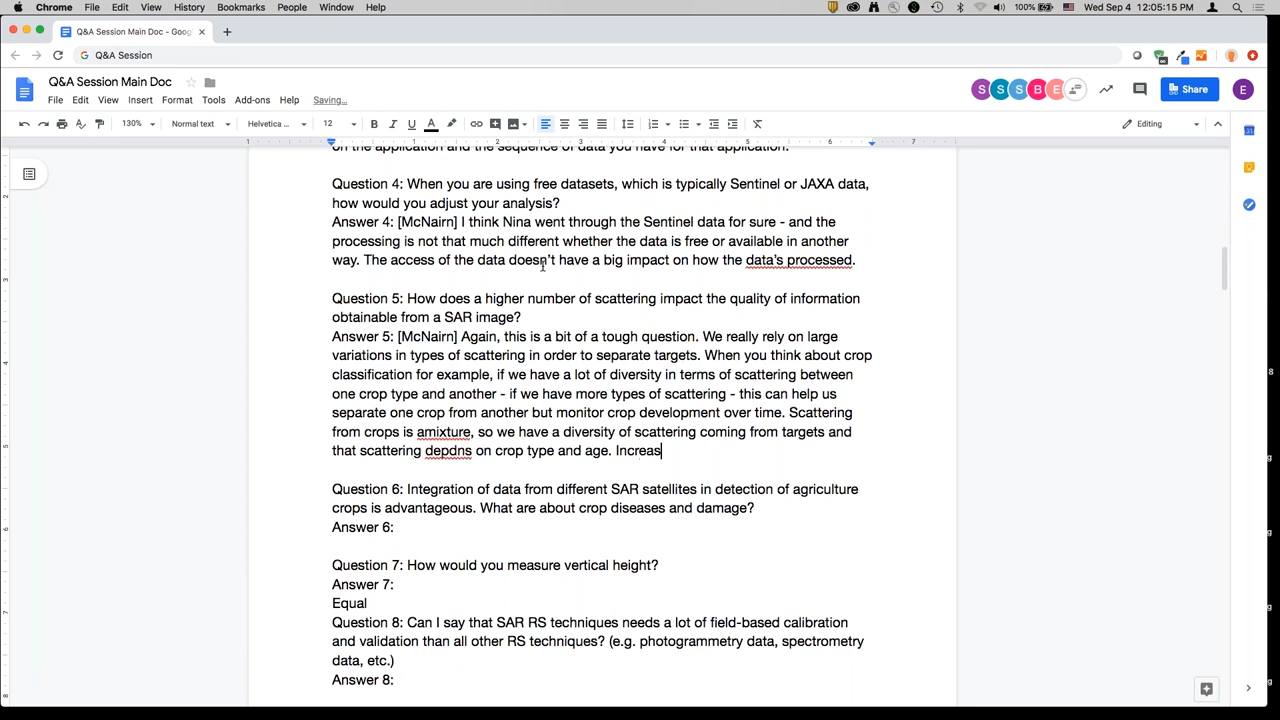 Chrome File Edit View History Bookmarks People Window Help 100% Wed Sep 4 12:05:15 PM
Q&A Session Main Doc - Goog
Q&A Session
Q&A Session Main Doc
File Edit View Insert Format Tools Add-ons Help Saving...
S S S B E Share E
130% Normal text Helvetica ... 12 B I U A Editing
1 1 2 3 4 5 6 7
on the application and the sequence of data you have for that application.
Question 4: When you are using free datasets, which is typically Sentinel or JAXA data,
how would you adjust your analysis?
Answer 4: [McNairn] I think Nina went through the Sentinel data for sure - and the
processing is not that much different whether the data is free or available in another
way. The access of the data doesn't have a big impact on how the data's processed.
Question 5: How does a higher number of scattering impact the quality of information
obtainable from a SAR image?
Answer 5: [McNairn] Again, this is a bit of a tough question. We really rely on large
variations in types of scattering in order to separate targets. When you think about crop
classification for example, if we have a lot of diversity in terms of scattering between
one crop type and another - if we have more types of scattering - this can help us
separate one crop from another but monitor crop development over time. Scattering
from crops is amixture, so we have a diversity of scattering coming from targets and
that scattering depdns on crop type and age. Increas
Question 6: Integration of data from different SAR satellites in detection of agriculture
crops is advantageous. What are about crop diseases and damage?
Answer 6:
Question 7: How would you measure vertical height?
Answer 7:
Equal
Question 8: Can I say that SAR RS techniques needs a lot of field-based calibration
and validation than all other RS techniques? (e.g. photogrammetry data, spectrometry
data, etc.)
Answer 8: